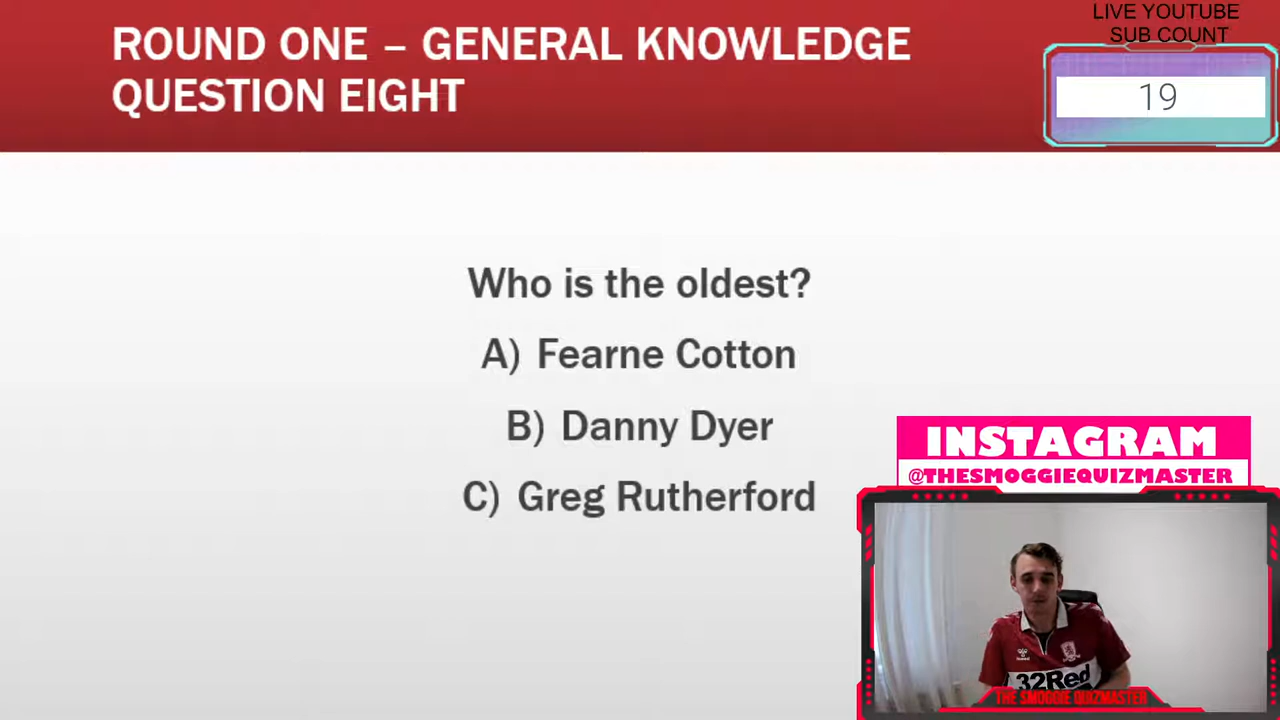 ROUND ONE – GENERAL KNOWLEDGE
QUESTION EIGHT
LIVE YOUTUBE
SUB COUNT
19
Who is the oldest?
A) Fearne Cotton
B) Danny Dyer
C) Greg Rutherford
INSTAGRAM
@THESMOGGIEQUIZMASTER
32Red
THE SMOGGIE QUIZMASTER